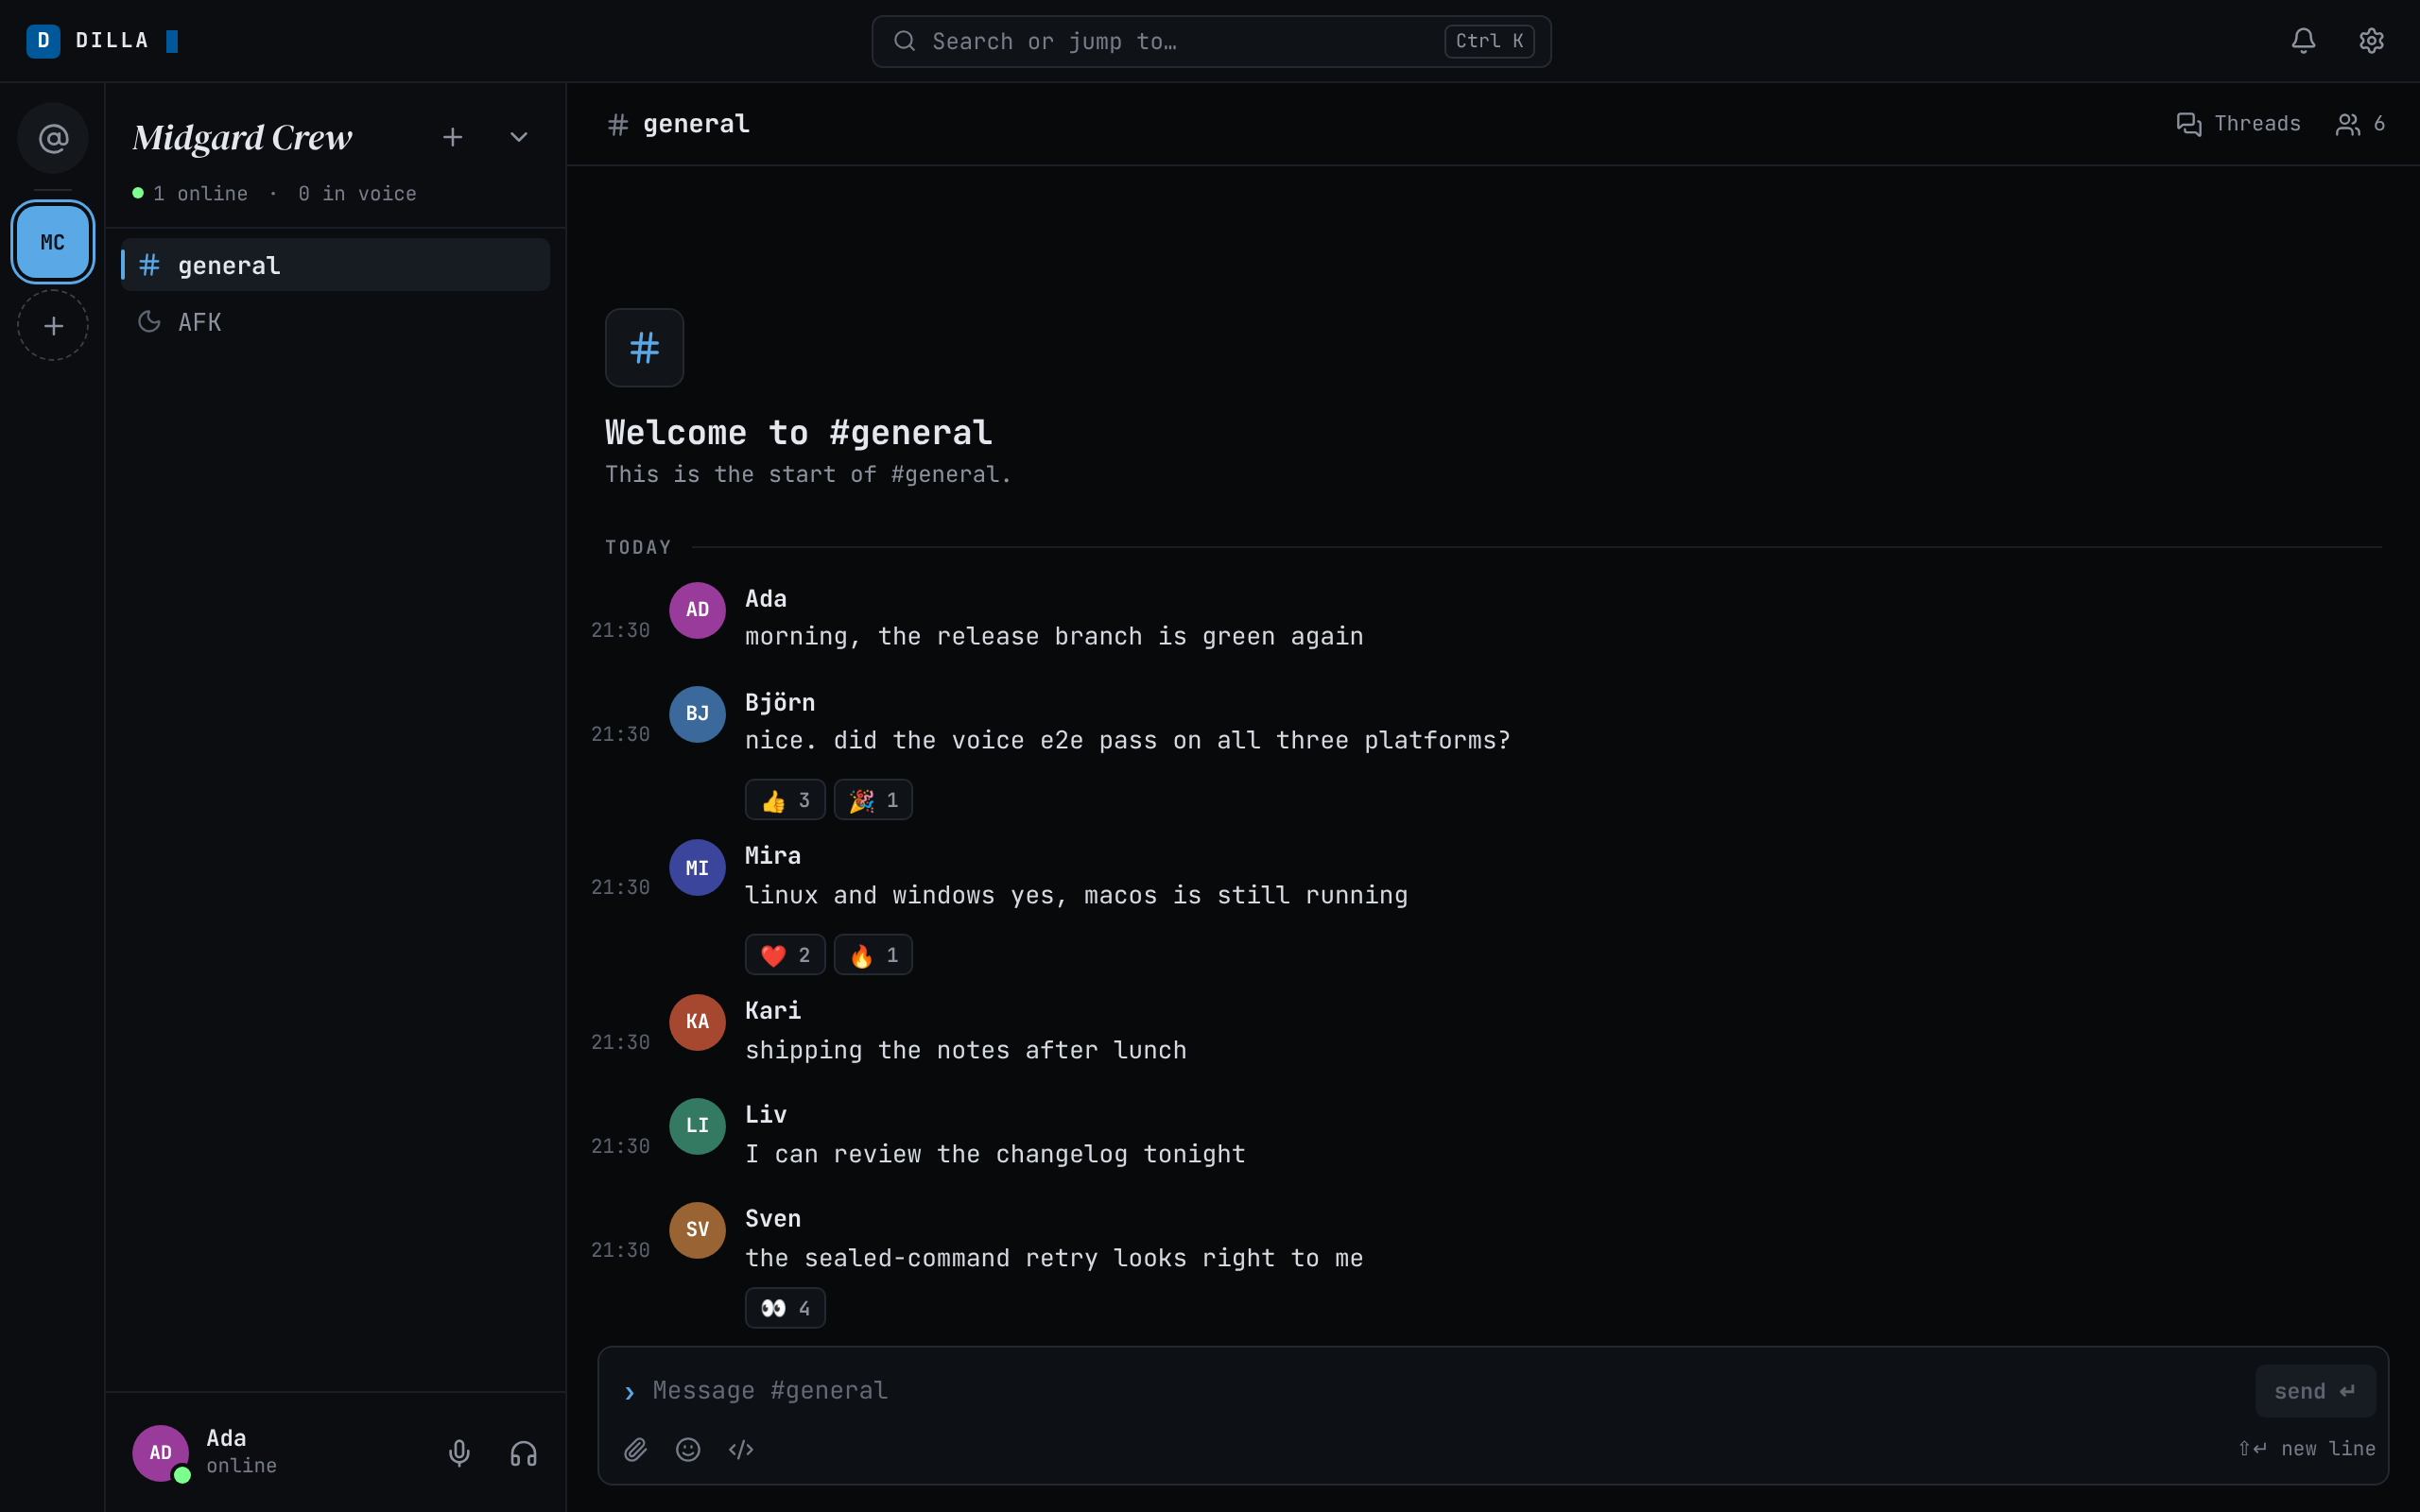 D DILLA
Search or jump to… Ctrl K
@
Midgard Crew
1 online · 0 in voice
MC
# general
AFK
# general
Threads 6
#
Welcome to #general
This is the start of #general.
TODAY
AD Ada
21:30 morning, the release branch is green again
BJ Björn
21:30 nice. did the voice e2e pass on all three platforms?
👍 3 🎉 1
MI Mira
21:30 linux and windows yes, macos is still running
❤️ 2 🔥 1
KA Kari
21:30 shipping the notes after lunch
LI Liv
21:30 I can review the changelog tonight
SV Sven
21:30 the sealed-command retry looks right to me
👀 4
› Message #general
send ↵
⇧↵ new line
AD Ada
online